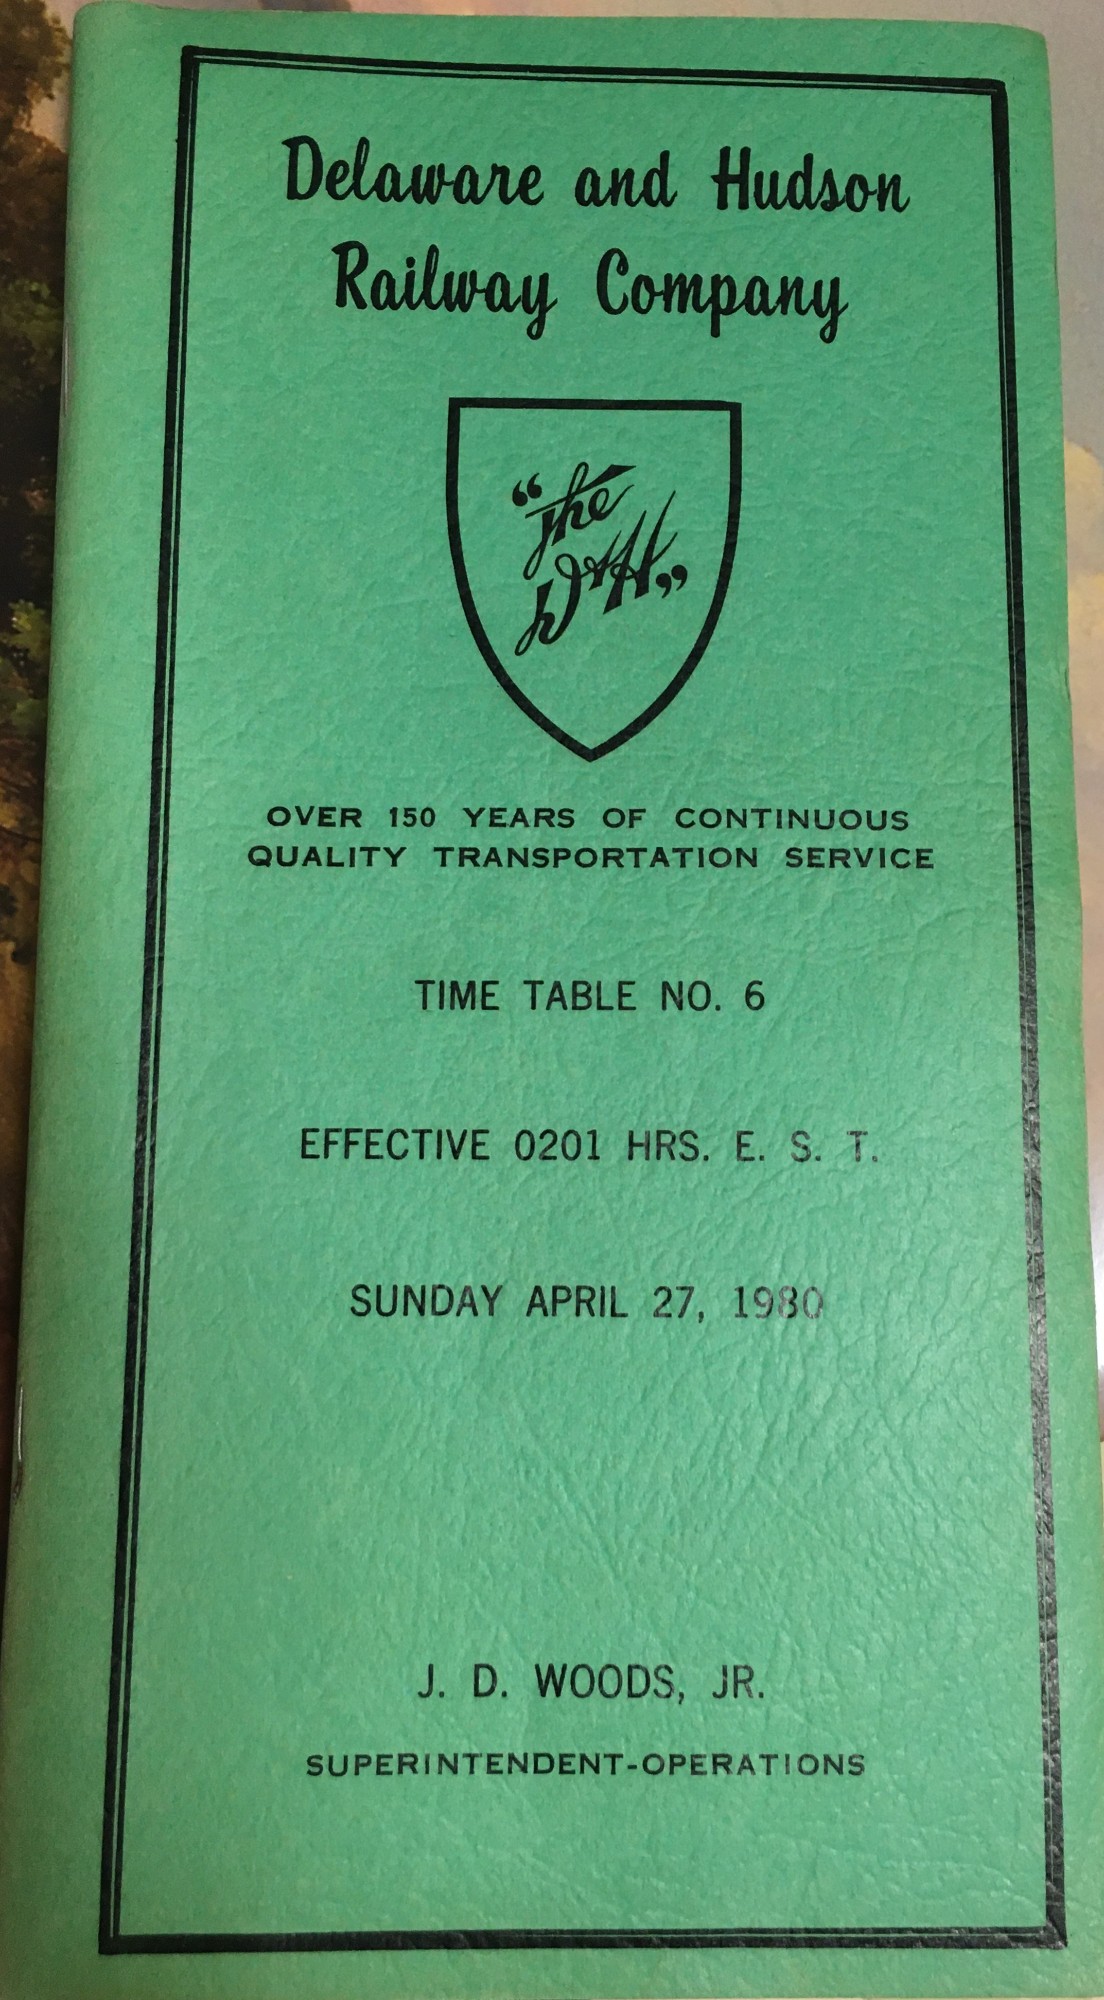 Delaware and Hudson
Railway Company
“The
D&H”
OVER 150 YEARS OF CONTINUOUS
QUALITY TRANSPORTATION SERVICE
TIME TABLE NO. 6
EFFECTIVE 0201 HRS. E. S. T.
SUNDAY APRIL 27, 1980
J. D. WOODS, JR.
SUPERINTENDENT-OPERATIONS